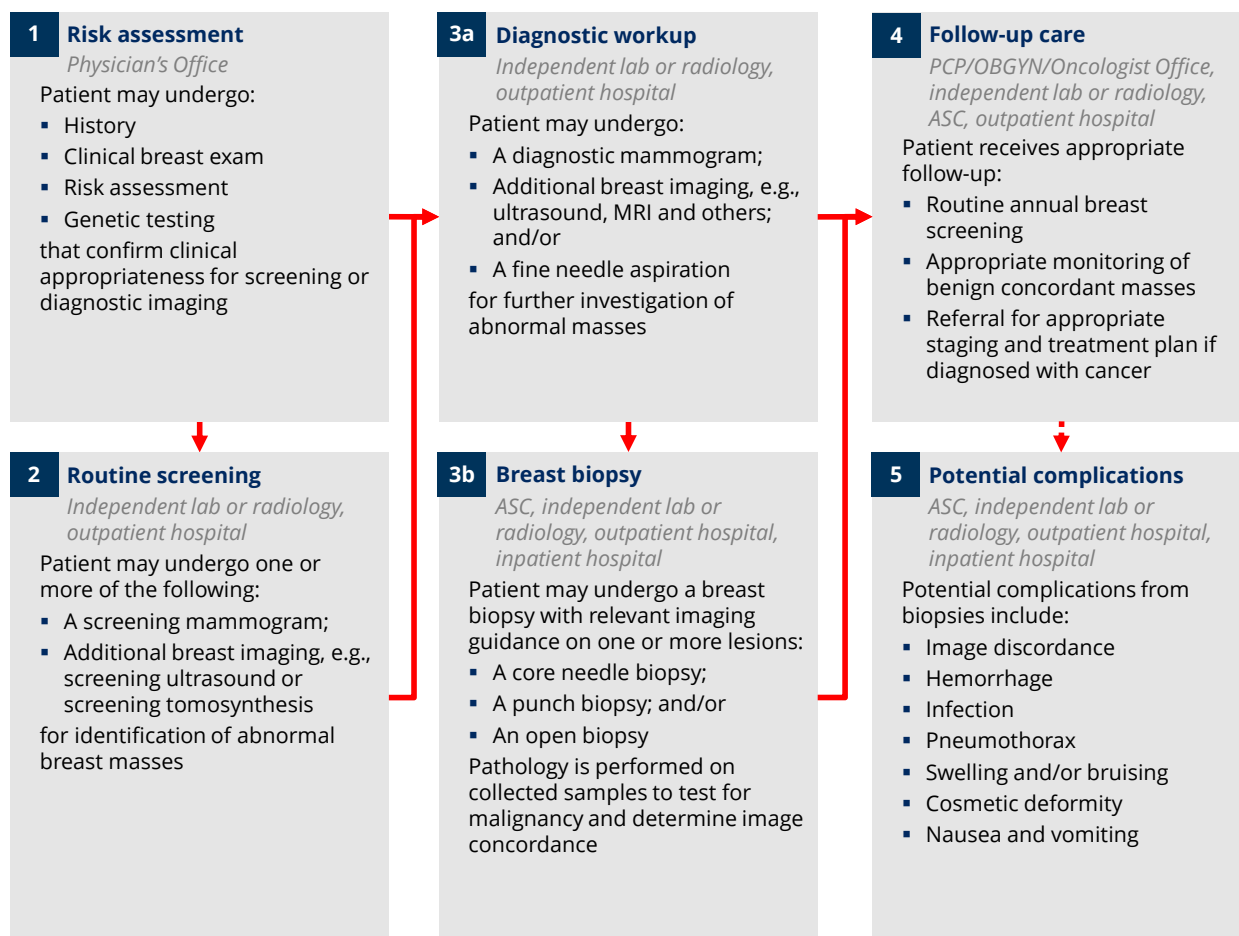 1 Risk assessment
Physician's Office
Patient may undergo:
▪ History
▪ Clinical breast exam
▪ Risk assessment
▪ Genetic testing
that confirm clinical
appropriateness for screening or
diagnostic imaging
2 Routine screening
Independent lab or radiology,
outpatient hospital
Patient may undergo one or
more of the following:
▪ A screening mammogram;
▪ Additional breast imaging, e.g.,
screening ultrasound or
screening tomosynthesis
for identification of abnormal
breast masses
3a Diagnostic workup
Independent lab or radiology,
outpatient hospital
Patient may undergo:
▪ A diagnostic mammogram;
▪ Additional breast imaging, e.g.,
ultrasound, MRI and others;
and/or
▪ A fine needle aspiration
for further investigation of
abnormal masses
3b Breast biopsy
ASC, independent lab or
radiology, outpatient hospital,
inpatient hospital
Patient may undergo a breast
biopsy with relevant imaging
guidance on one or more lesions:
▪ A core needle biopsy;
▪ A punch biopsy; and/or
▪ An open biopsy
Pathology is performed on
collected samples to test for
malignancy and determine image
concordance
4 Follow-up care
PCP/OBGYN/Oncologist Office,
independent lab or radiology,
ASC, outpatient hospital
Patient receives appropriate
follow-up:
▪ Routine annual breast
screening
▪ Appropriate monitoring of
benign concordant masses
▪ Referral for appropriate
staging and treatment plan if
diagnosed with cancer
5 Potential complications
ASC, independent lab or
radiology, outpatient hospital,
inpatient hospital
Potential complications from
biopsies include:
▪ Image discordance
▪ Hemorrhage
▪ Infection
▪ Pneumothorax
▪ Swelling and/or bruising
▪ Cosmetic deformity
▪ Nausea and vomiting